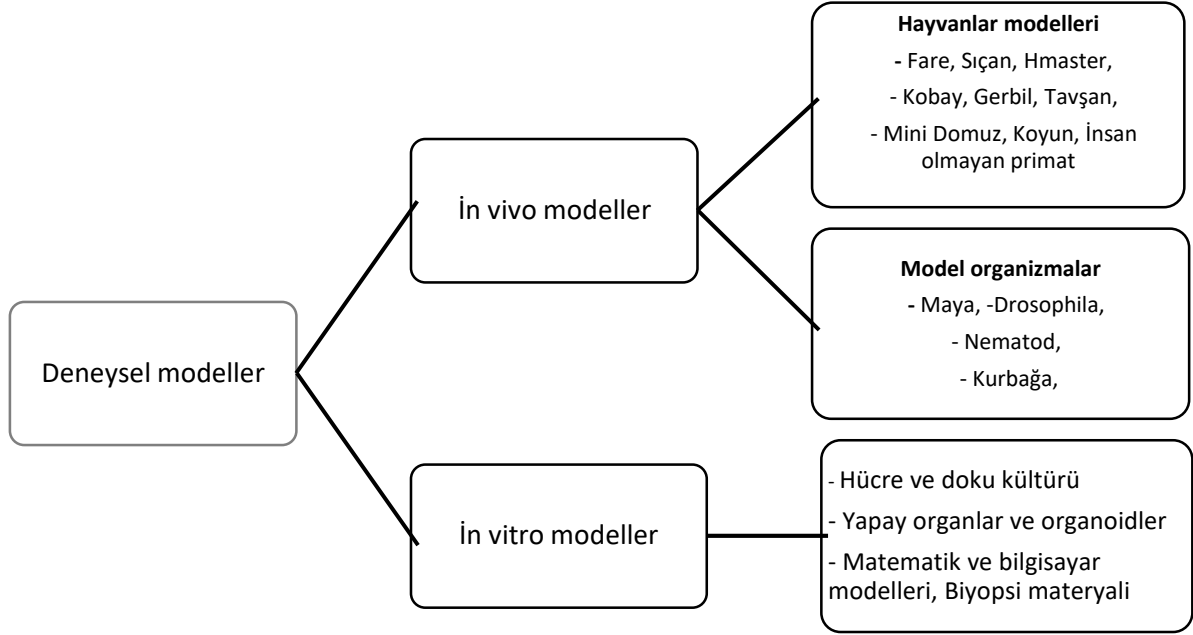 Deneysel modeller
İn vivo modeller
Hayvanlar modelleri
- Fare, Sıçan, Hmaster,
- Kobay, Gerbil, Tavşan,
- Mini Domuz, Koyun, İnsan
olmayan primat
Model organizmalar
- Maya, -Drosophila,
- Nematod,
- Kurbağa,
İn vitro modeller
- Hücre ve doku kültürü
- Yapay organlar ve organoidler
- Matematik ve bilgisayar
modelleri, Biyopsi materyali